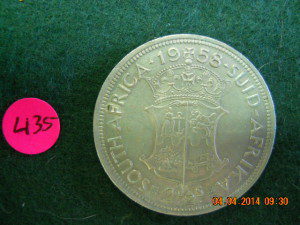 435
SOUTH AFRICA · 1958 · SUID-AFRIKA
04.04.2014 09:30